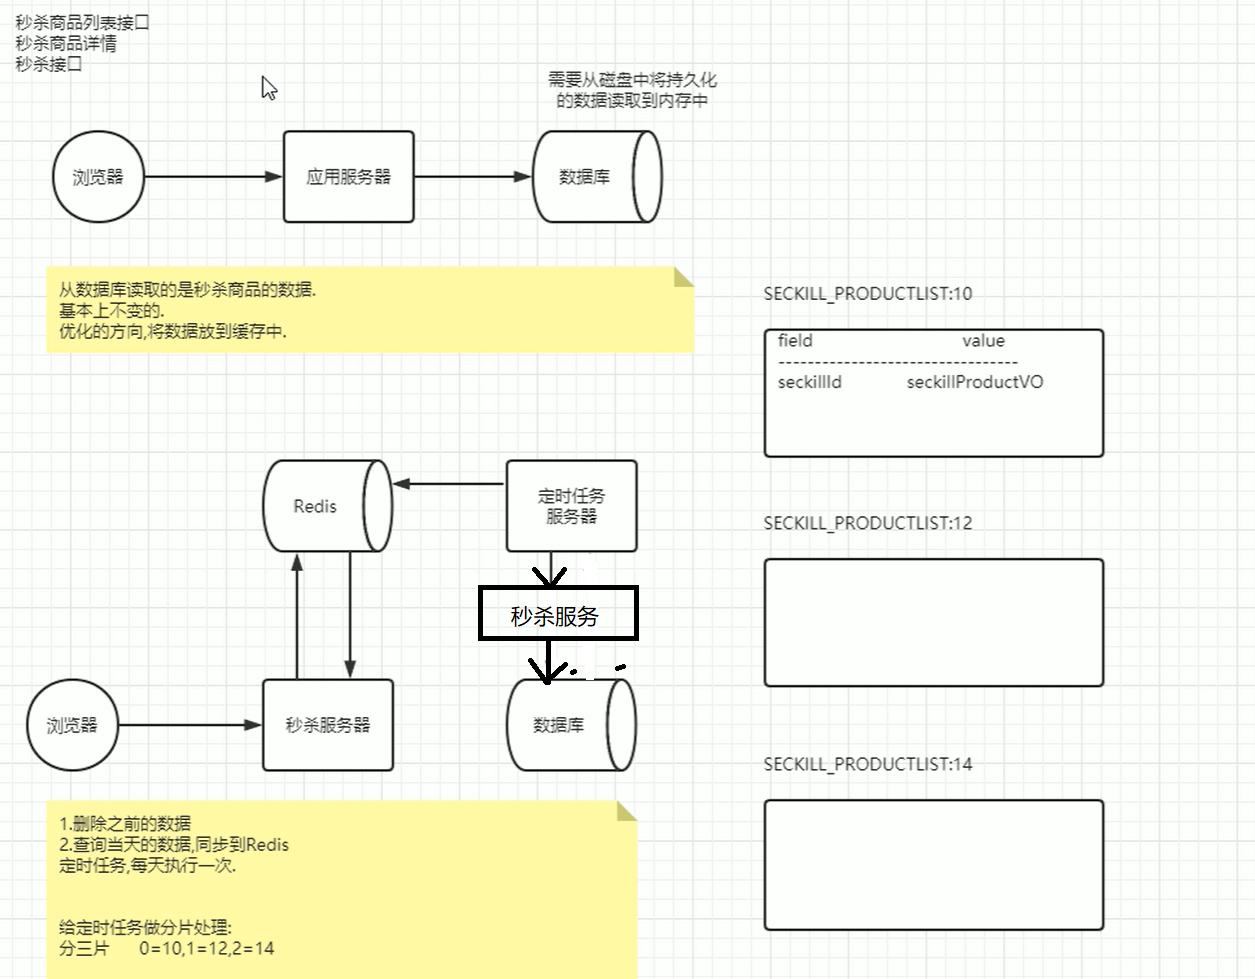 秒杀商品列表接口
秒杀商品详情
秒杀接口
需要从磁盘中将持久化
的数据读取到内存中
浏览器
应用服务器
数据库
从数据库读取的是秒杀商品的数据.
基本上不变的.
优化的方向,将数据放到缓存中.
SECKILL_PRODUCTLIST:10
field value
---------------------------------
seckillId seckillProductVO
Redis
定时任务
服务器
SECKILL_PRODUCTLIST:12
秒杀服务
浏览器
秒杀服务器
数据库
SECKILL_PRODUCTLIST:14
1.删除之前的数据
2.查询当天的数据,同步到Redis
定时任务,每天执行一次.
给定时任务做分片处理:
分三片 0=10,1=12,2=14